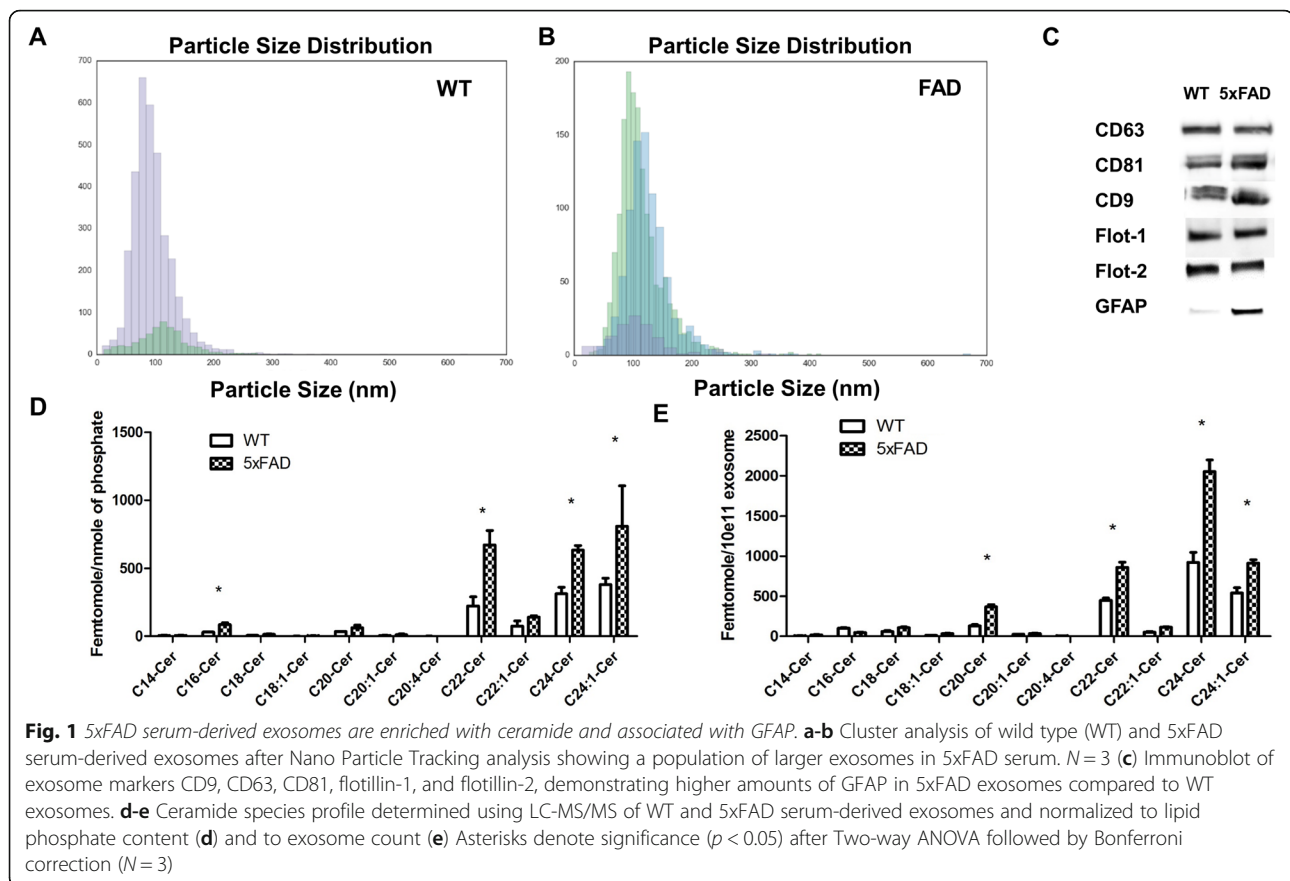 A
Particle Size Distribution
WT
700
600
500
400
300
200
100
0
0 100 200 300 400 500 600 700
Particle Size (nm)
B
Particle Size Distribution
FAD
200
150
100
50
0
0 100 200 300 400 500 600 700
Particle Size (nm)
C
WT 5xFAD
CD63
CD81
CD9
Flot-1
Flot-2
GFAP
D
Femtomole/nmole of phosphate
1500
1000
500
0
WT
5xFAD
*
*
*
*
C14-Cer
C16-Cer
C18-Cer
C18:1-Cer
C20-Cer
C20:1-Cer
C20:4-Cer
C22-Cer
C22:1-Cer
C24-Cer
C24:1-Cer
E
Femtomole/10e11 exosome
2500
2000
1500
1000
500
0
WT
5xFAD
*
*
*
*
C14-Cer
C16-Cer
C18-Cer
C18:1-Cer
C20-Cer
C20:1-Cer
C20:4-Cer
C22-Cer
C22:1-Cer
C24-Cer
C24:1-Cer
Fig. 1 5xFAD serum-derived exosomes are enriched with ceramide and associated with GFAP. a-b Cluster analysis of wild type (WT) and 5xFAD
serum-derived exosomes after Nano Particle Tracking analysis showing a population of larger exosomes in 5xFAD serum. N = 3 (c) Immunoblot of
exosome markers CD9, CD63, CD81, flotillin-1, and flotillin-2, demonstrating higher amounts of GFAP in 5xFAD exosomes compared to WT
exosomes. d-e Ceramide species profile determined using LC-MS/MS of WT and 5xFAD serum-derived exosomes and normalized to lipid
phosphate content (d) and to exosome count (e) Asterisks denote significance (p < 0.05) after Two-way ANOVA followed by Bonferroni
correction (N = 3)